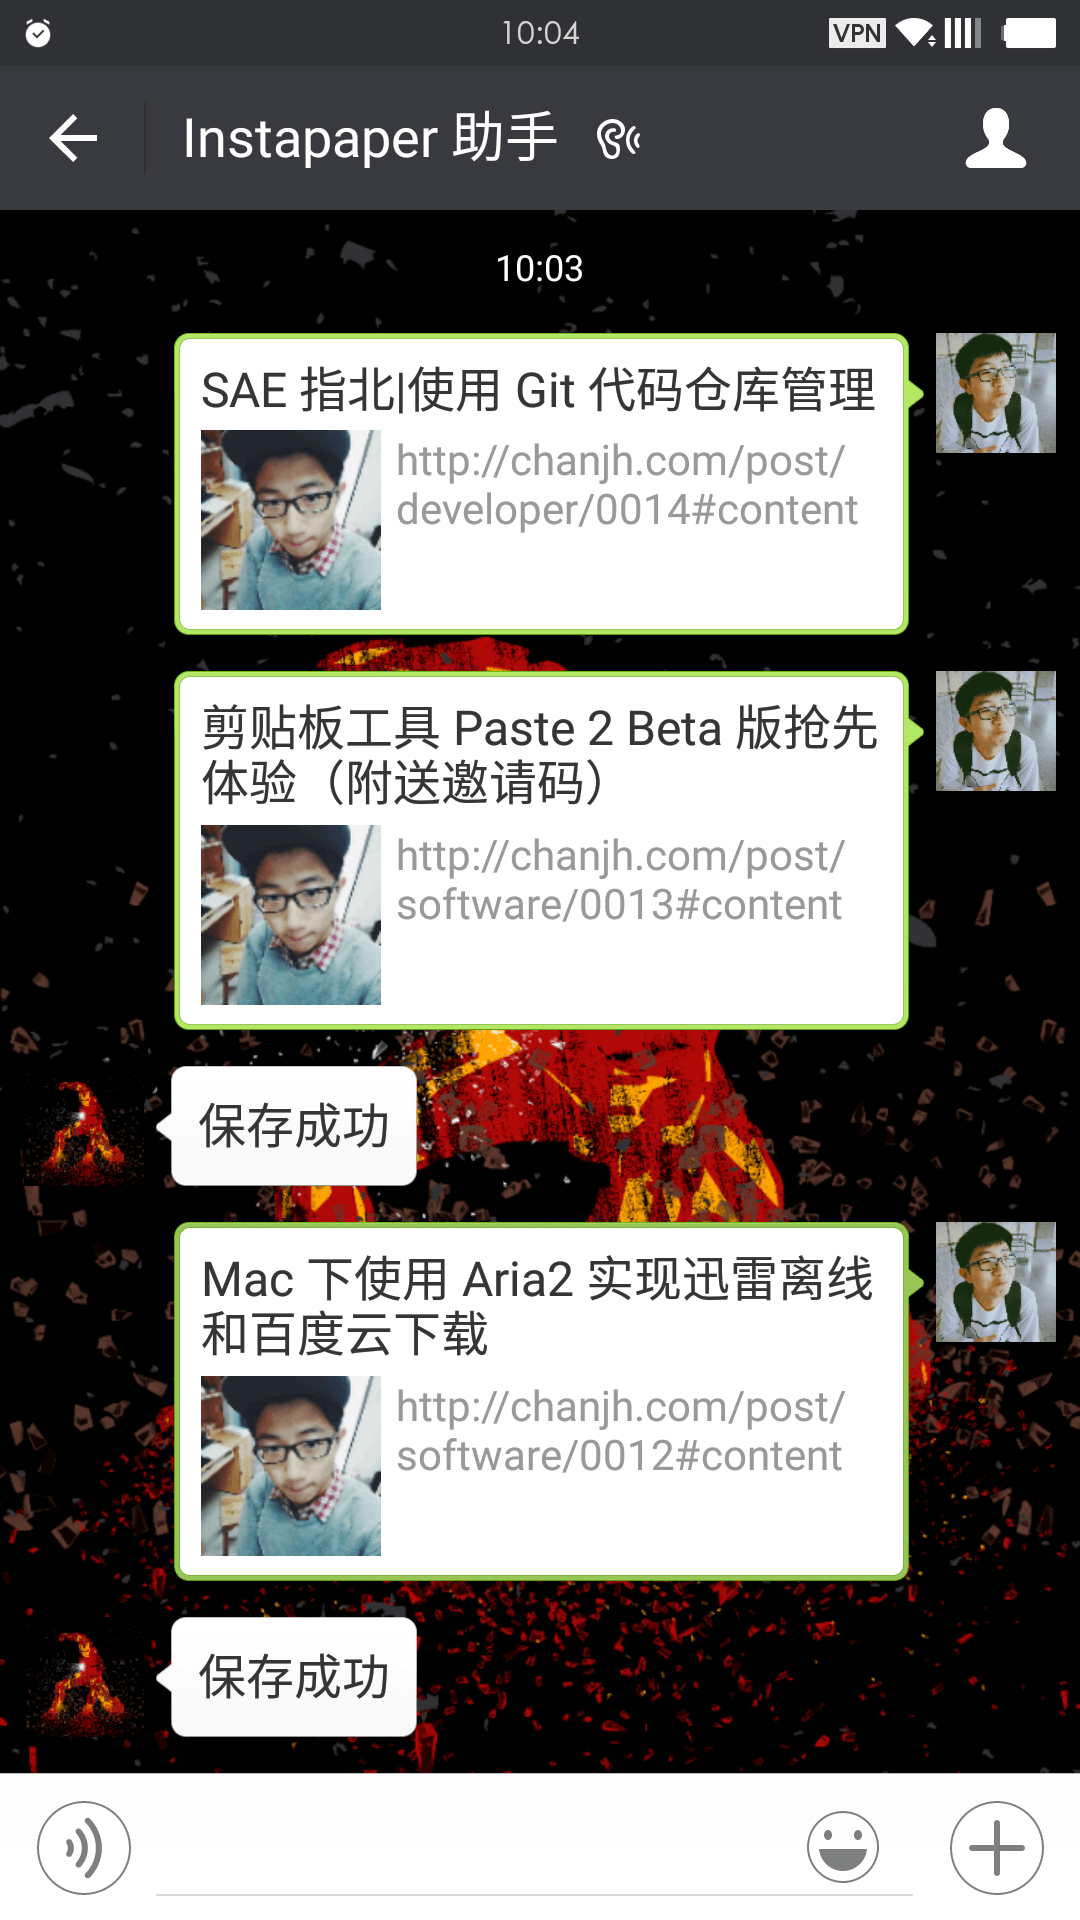 10:04
VPN
Instapaper 助手
10:03
SAE 指北|使用 Git 代码仓库管理
http://chanjh.com/post/
developer/0014#content
剪贴板工具 Paste 2 Beta 版抢先
体验（附送邀请码）
http://chanjh.com/post/
software/0013#content
保存成功
Mac 下使用 Aria2 实现迅雷离线
和百度云下载
http://chanjh.com/post/
software/0012#content
保存成功